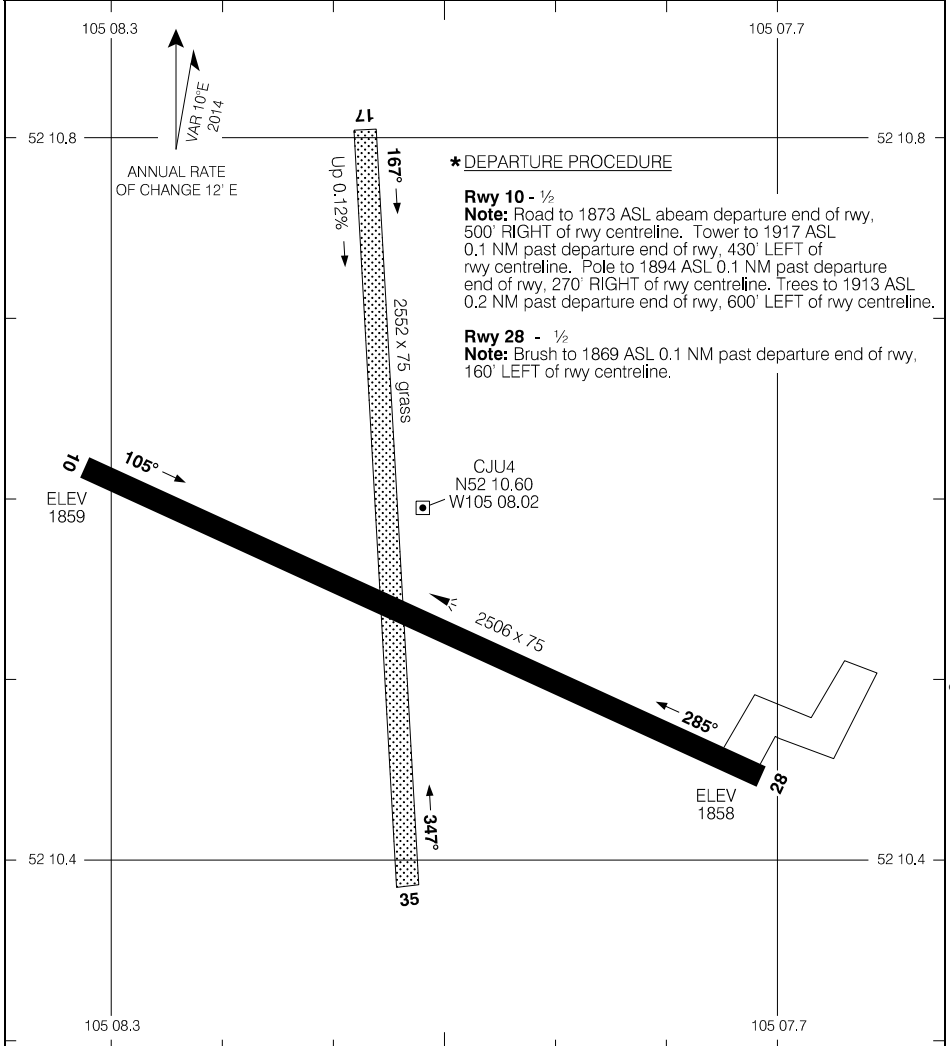 105 08.3
105 07.7
VAR 10°E
2014
ANNUAL RATE
OF CHANGE 12' E
52 10.8
52 10.8
17
167°
Up 0.12%
2552 x 75 grass
* DEPARTURE PROCEDURE
Rwy 10 - ½
Note: Road to 1873 ASL abeam departure end of rwy,
500' RIGHT of rwy centreline. Tower to 1917 ASL
0.1 NM past departure end of rwy, 430' LEFT of
rwy centreline. Pole to 1894 ASL 0.1 NM past departure
end of rwy, 270' RIGHT of rwy centreline. Trees to 1913 ASL
0.2 NM past departure end of rwy, 600' LEFT of rwy centreline.
Rwy 28 - ½
Note: Brush to 1869 ASL 0.1 NM past departure end of rwy,
160' LEFT of rwy centreline.
10
105°
ELEV
1859
CJU4
N52 10.60
W105 08.02
2506 x 75
285°
28
ELEV
1858
347°
35
52 10.4
52 10.4
105 08.3
105 07.7